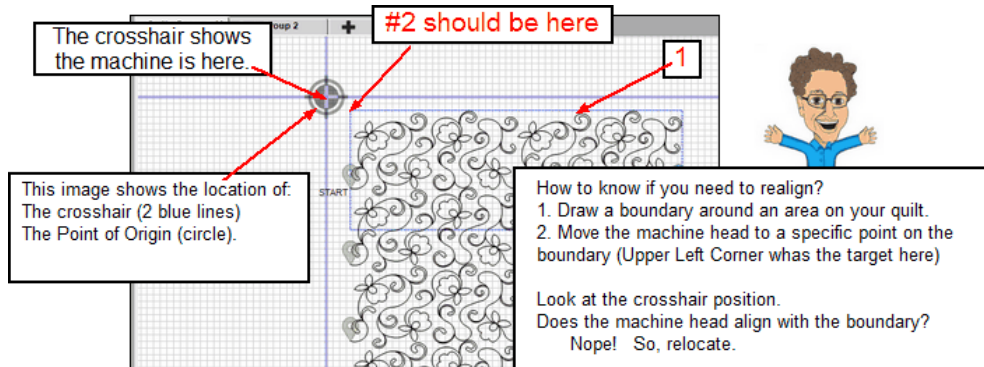 oup 2
#2 should be here
The crosshair shows
the machine is here.
1
This image shows the location of:
The crosshair (2 blue lines)
The Point of Origin (circle).
START
How to know if you need to realign?
1. Draw a boundary around an area on your quilt.
2. Move the machine head to a specific point on the
boundary (Upper Left Corner whas the target here)
Look at the crosshair position.
Does the machine head align with the boundary?
Nope! So, relocate.